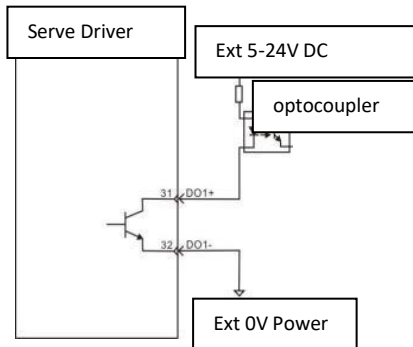 Serve Driver
Ext 5-24V DC
optocoupler
31 DO1+
32 DO1-
Ext 0V Power